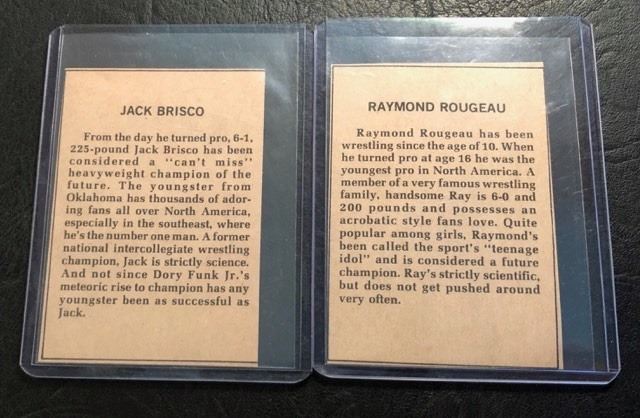 JACK BRISCO
From the day he turned pro, 6-1,
225-pound Jack Brisco has been
considered a "can't miss"
heavyweight champion of the
future. The youngster from
Oklahoma has thousands of ador-
ing fans all over North America,
especially in the southeast, where
he's the number one man. A former
national intercollegiate wrestling
champion, Jack is strictly science.
And not since Dory Funk Jr.'s
meteoric rise to champion has any
youngster been as successful as
Jack.
RAYMOND ROUGEAU
Raymond Rougeau has been
wrestling since the age of 10. When
he turned pro at age 16 he was the
youngest pro in North America. A
member of a very famous wrestling
family, handsome Ray is 6-0 and
200 pounds and possesses an
acrobatic style fans love. Quite
popular among girls, Raymond's
been called the sport's "teenage
idol" and is considered a future
champion. Ray's strictly scientific,
but does not get pushed around
very often.